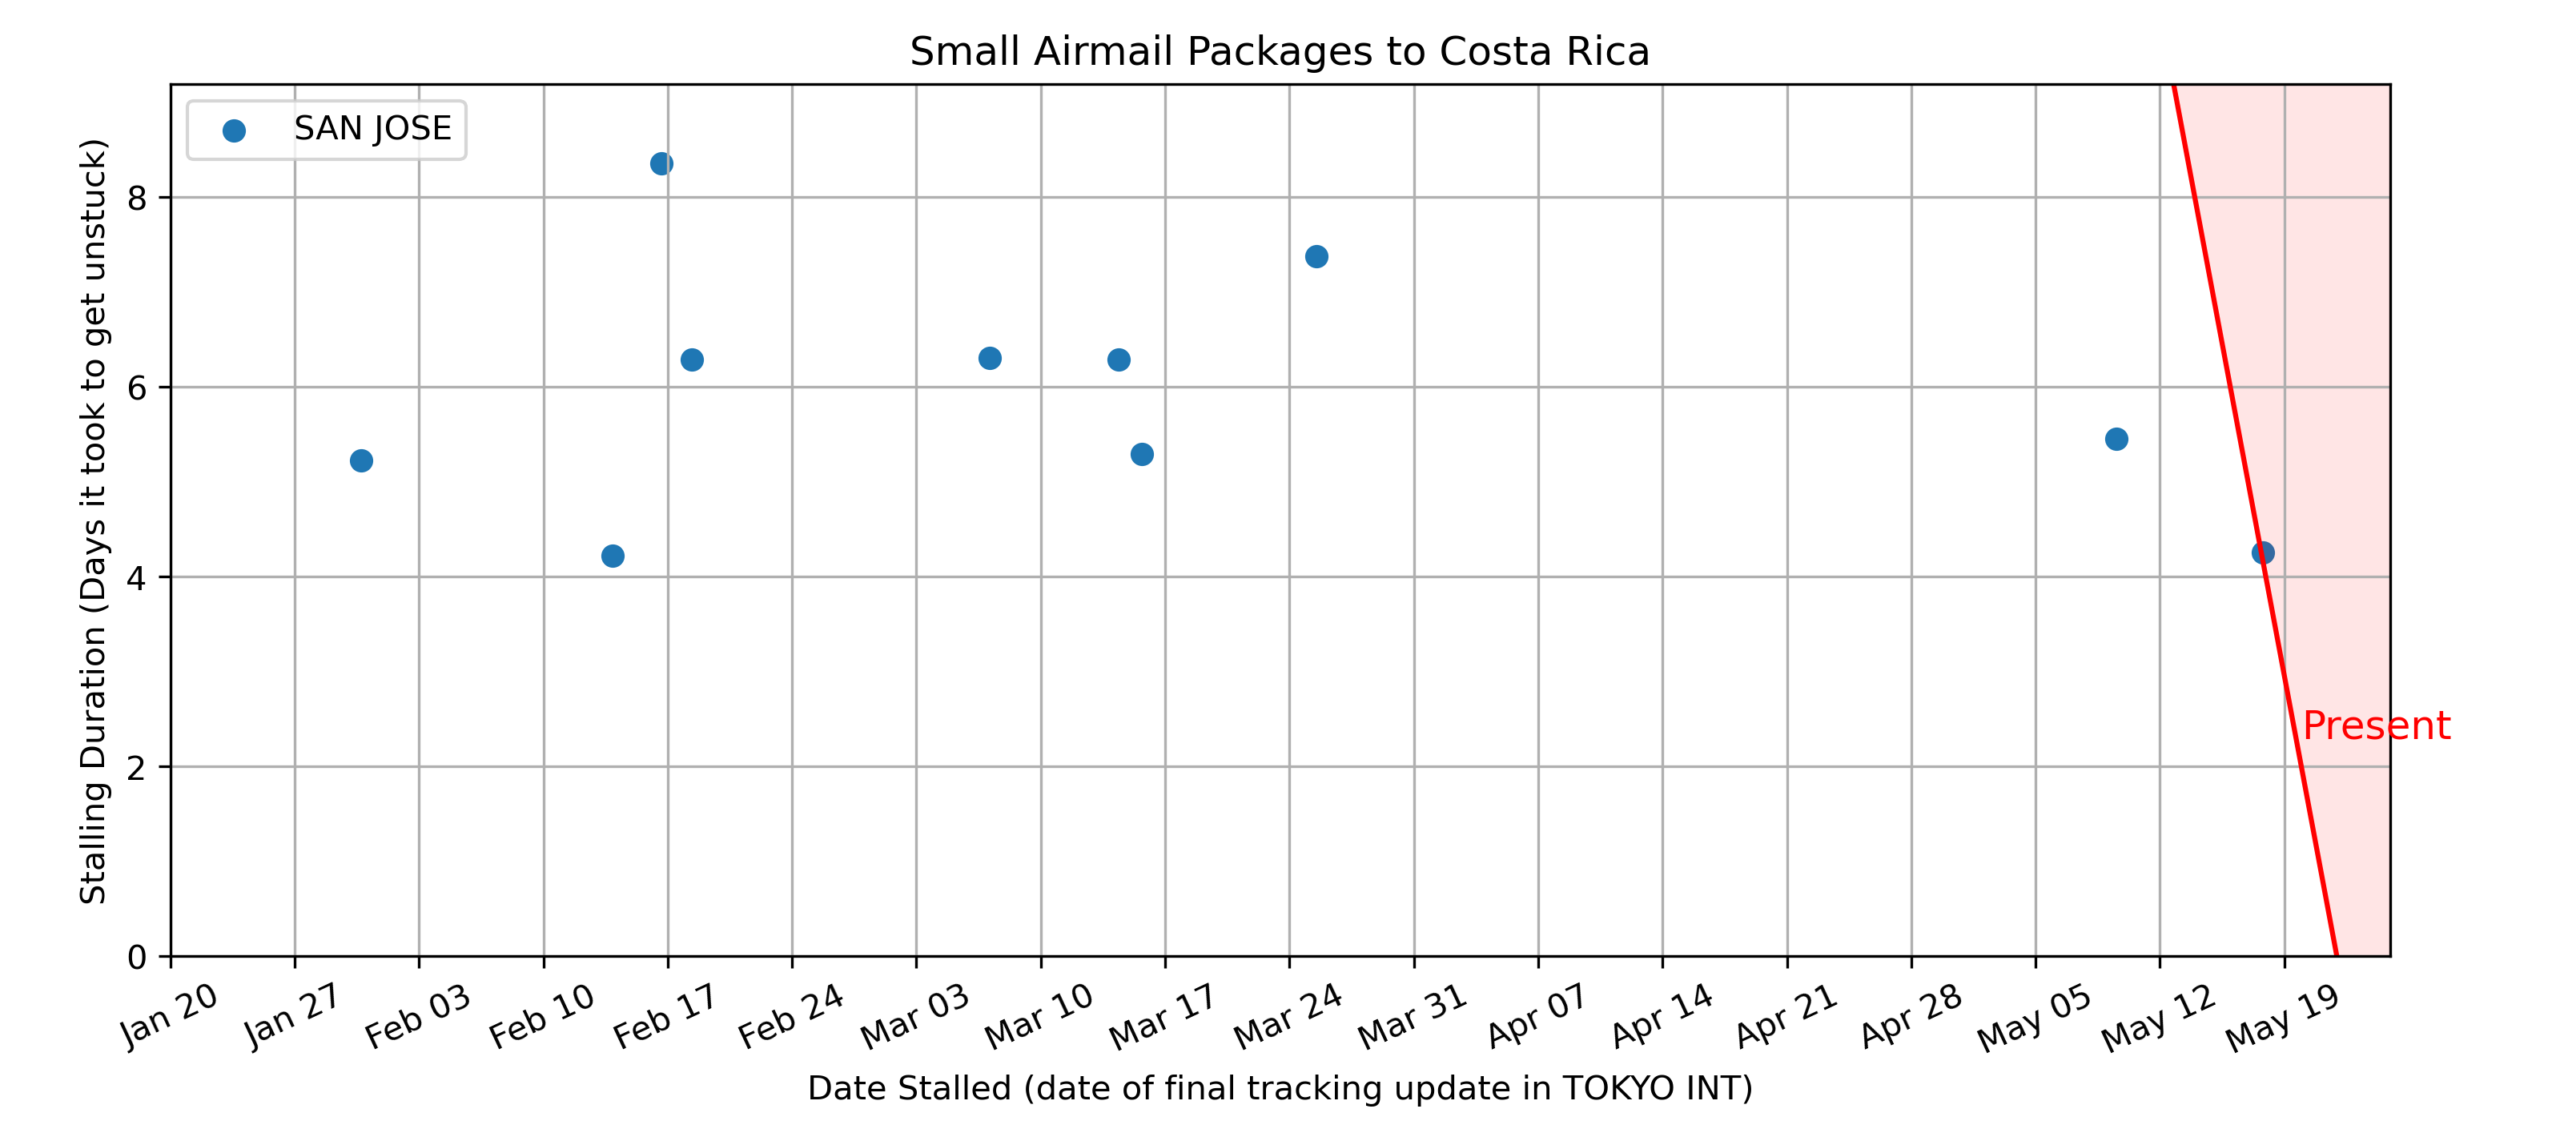 Small Airmail Packages to Costa Rica
SAN JOSE
Stalling Duration (Days it took to get unstuck)
8
6
4
2
0
Present
Jan 20
Jan 27
Feb 03
Feb 10
Feb 17
Feb 24
Mar 03
Mar 10
Mar 17
Mar 24
Mar 31
Apr 07
Apr 14
Apr 21
Apr 28
May 05
May 12
May 19
Date Stalled (date of final tracking update in TOKYO INT)